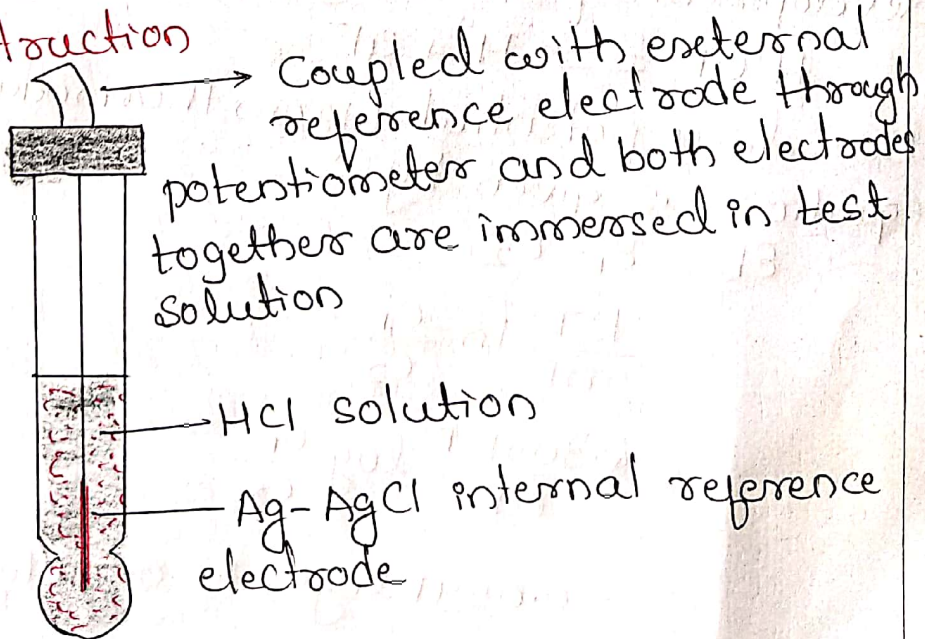 truction
Coupled with external
reference electrode through
potentiometer and both electrodes
together are immersed in test
solution
HCl solution
Ag-AgCl internal reference
electrode